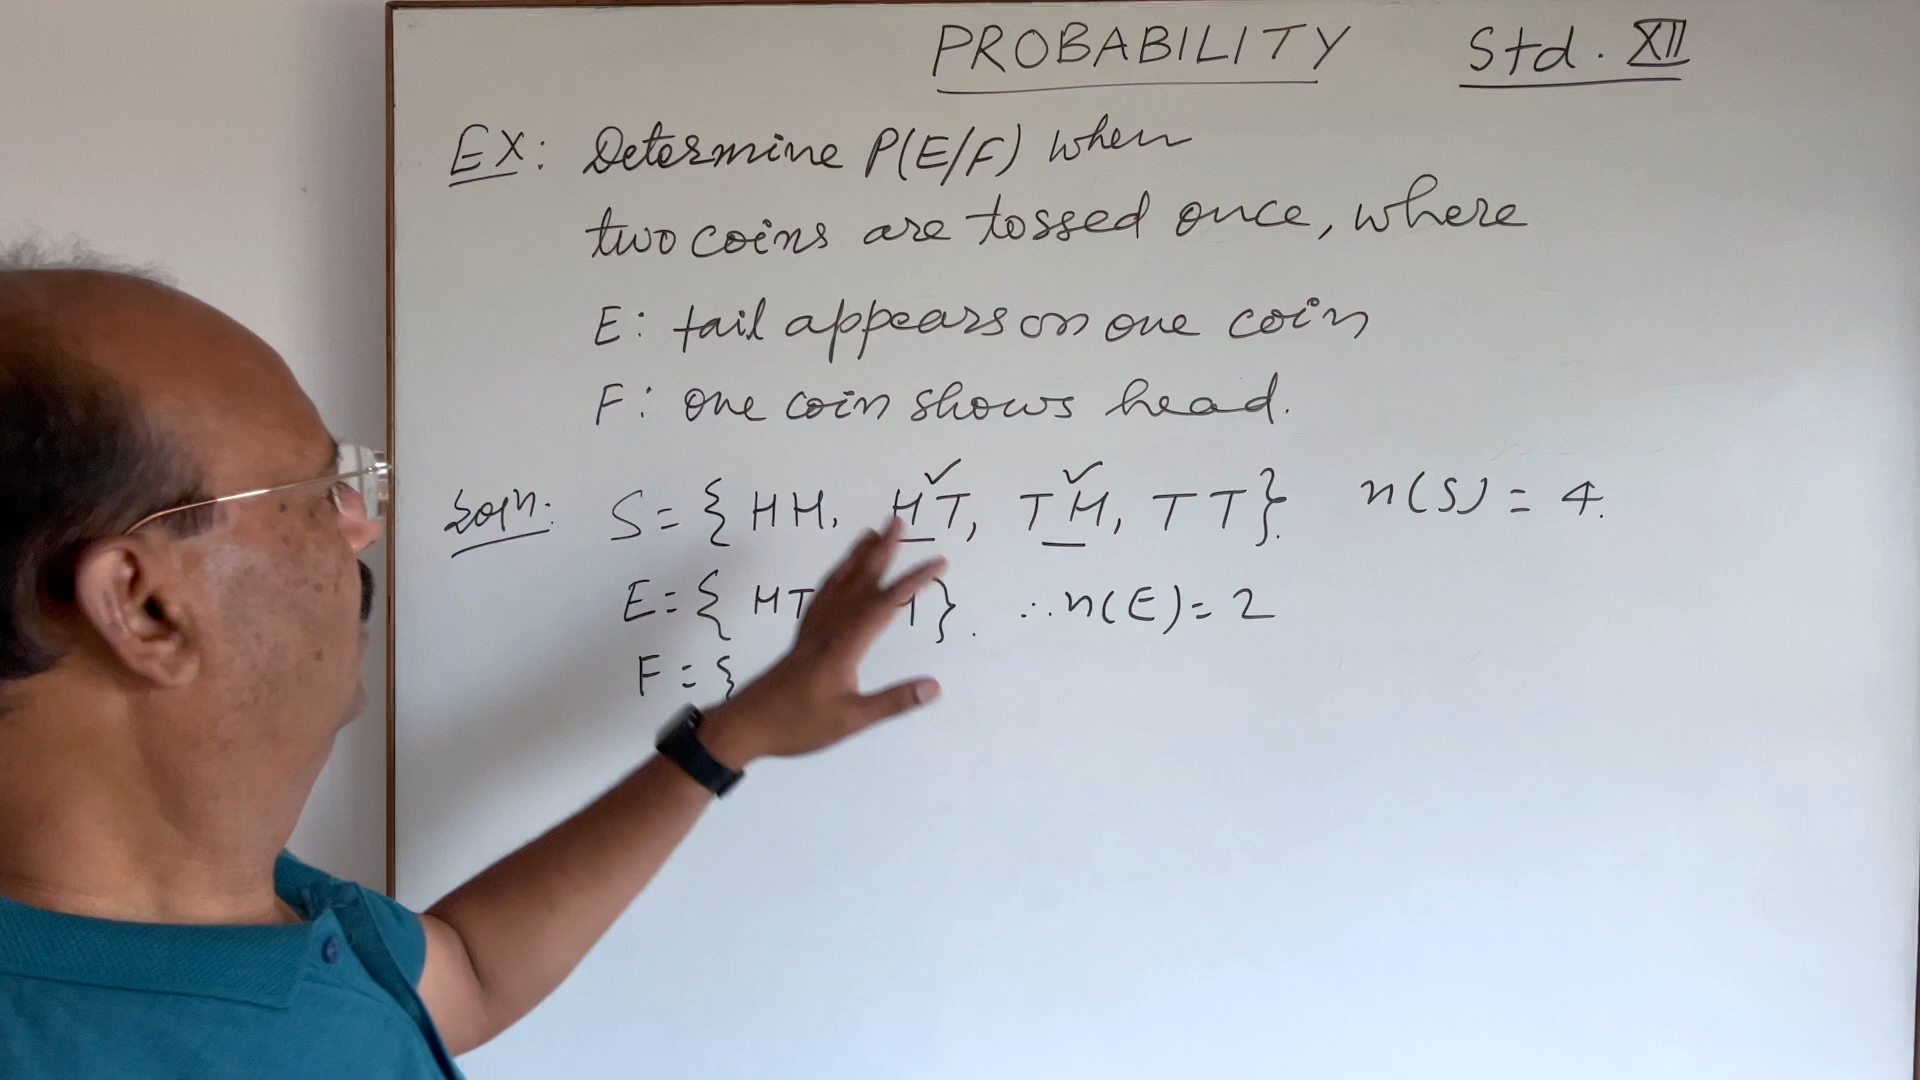 PROBABILITY Std. XII
EX: Determine P(E/F) when
two coins are tossed once, where
E: tail appears on one coin
F: one coin shows head.
Soln: S = { HH, HT, TH, TT }. n(S) = 4.
E = { HT H }. ∴ n(E) = 2
F = {